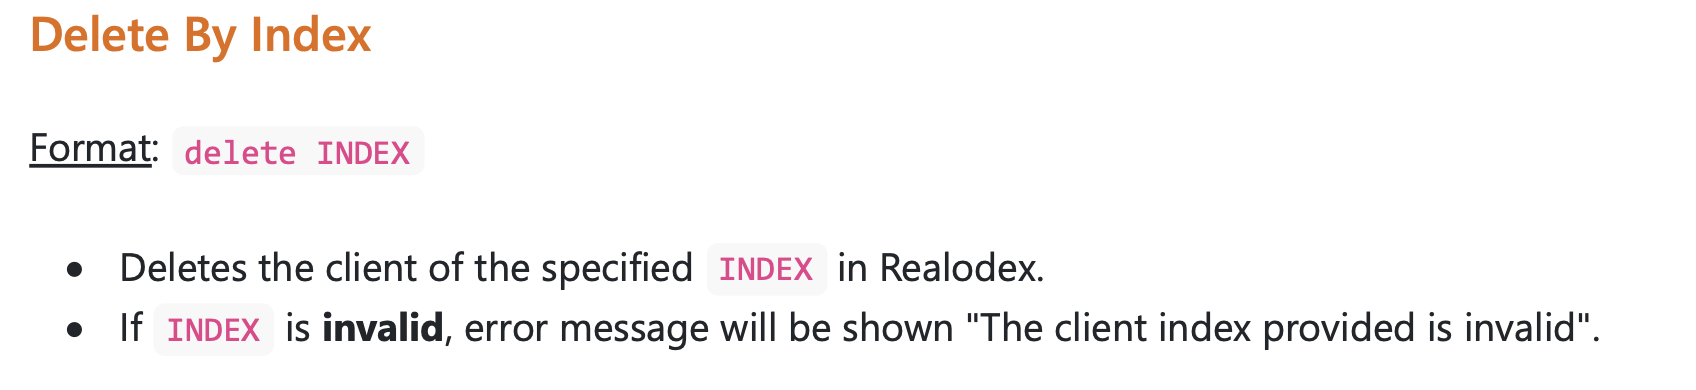 Delete By Index
Format: delete INDEX
• Deletes the client of the specified INDEX in Realodex.
• If INDEX is invalid, error message will be shown "The client index provided is invalid".